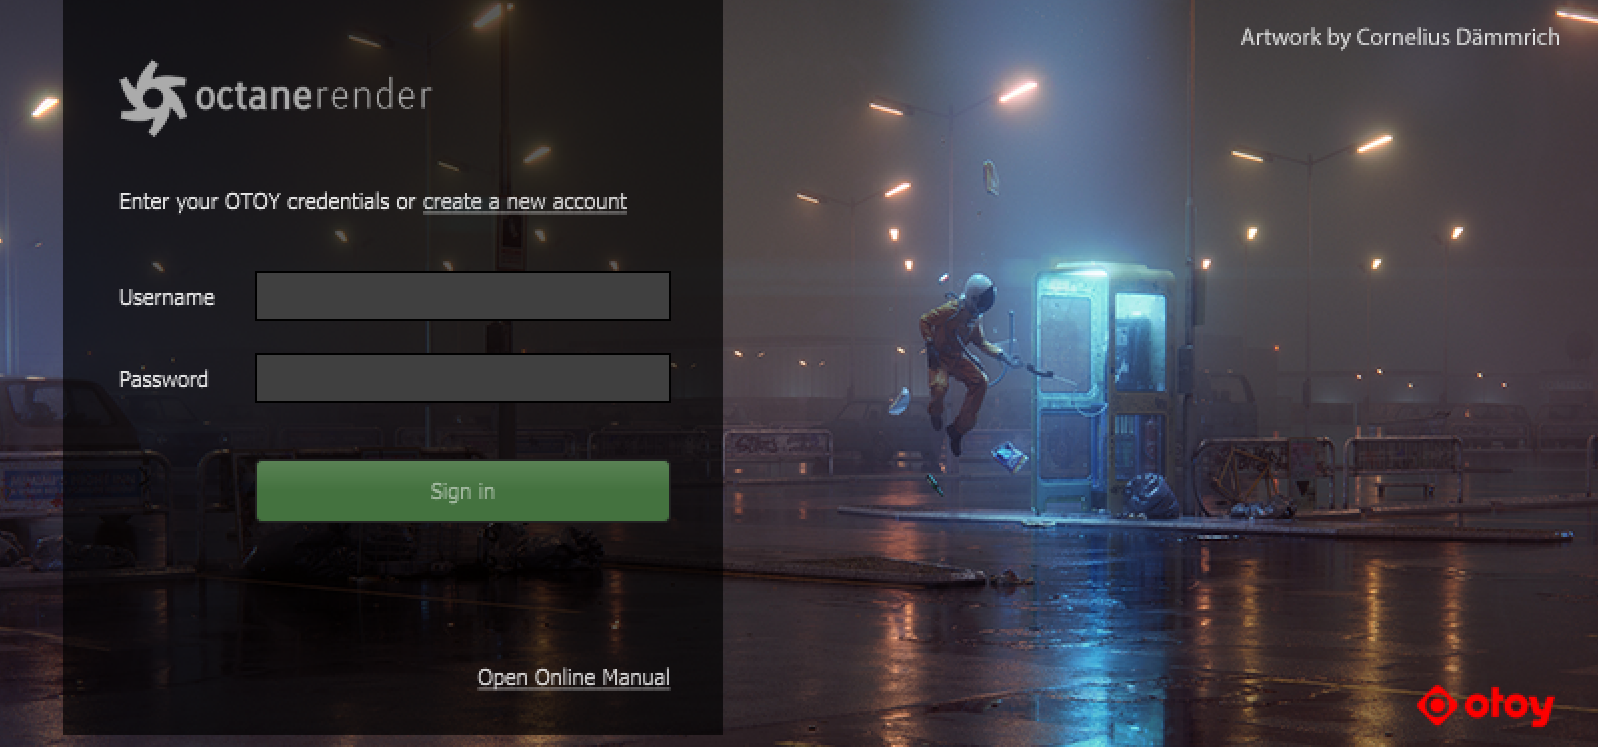 Artwork by Cornelius Dämmrich
octanerender
Enter your OTOY credentials or create a new account
Username
Password
Sign in
Open Online Manual
otoy